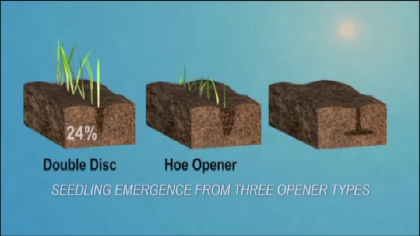 24%
Double Disc
Hoe Opener
SEEDLING EMERGENCE FROM THREE OPENER TYPES